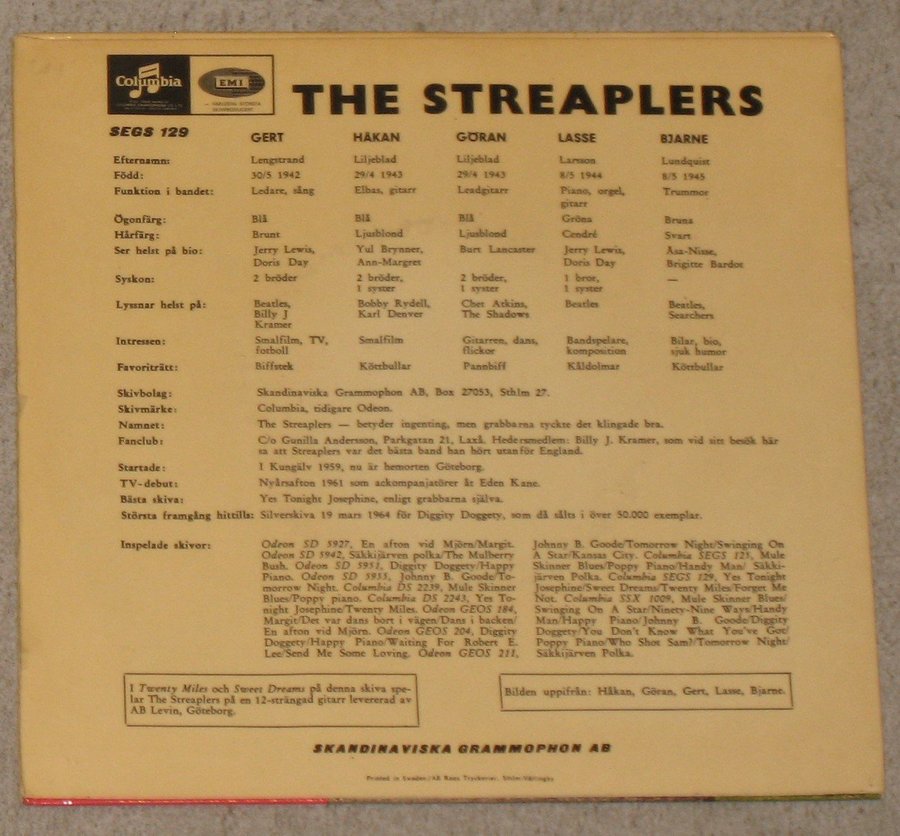 Columbia
EMI
THE STREAPLERS
SEGS 129
GERT HÅKAN GÖRAN LASSE BJARNE
Efternamn: Lengstrand Liljeblad Liljeblad Larsson Lundquist
Född: 30/5 1942 29/4 1943 29/4 1943 8/5 1944 8/5 1945
Funktion i bandet: Ledare, sång Elbas, gitarr Leadgitarr Piano, orgel, Trummor
gitarr
Ögonfärg: Blå Blå Blå Gröna Bruna
Hårfärg: Brunt Ljusblond Ljusblond Cendré Svart
Ser helst på bio: Jerry Lewis, Yul Brynner, Burt Lancaster Jerry Lewis, Åsa-Nisse,
Doris Day Ann-Margret Doris Day Brigitte Bardot
Syskon: 2 bröder 2 bröder, 2 bröder, 1 bror, —
1 syster 1 syster 1 syster
Lyssnar helst på: Beatles, Bobby Rydell, Chet Atkins, Beatles Beatles,
Billy J Karl Denver The Shadows Searchers
Kramer
Intressen: Smalfilm, TV, Smalfilm Gitarren, dans, Bandspelare, Bilar, bio,
fotboll flickor komposition sjuk humor
Favoriträtt: Biffstek Köttbullar Pannbiff Kåldolmar Köttbullar
Skivbolag: Skandinaviska Grammophon AB, Box 27053, Sthlm 27.
Skivmärke: Columbia, tidigare Odeon.
Namnet: The Streaplers — betyder ingenting, men grabbarna tyckte det klingade bra.
Fanclub: C/o Gunilla Andersson, Parkgatan 21, Laxå. Hedersmedlem: Billy J. Kramer, som vid sitt besök här
sa att Streaplers var det bästa band han hört utanför England.
Startade: I Kungälv 1959, nu är hemorten Göteborg.
TV-debut: Nyårsafton 1961 som ackompanjatörer åt Eden Kane.
Bästa skiva: Yes Tonight Josephine, enligt grabbarna själva.
Största framgång hittills: Silverskiva 19 mars 1964 för Diggity Doggety, som då sålts i över 50.000 exemplar.
Inspelade skivor: Odeon SD 5927, En afton vid Mjörn/Margit.
Odeon SD 5942, Säkkijärven polka/The Mulberry
Bush. Odeon SD 5951, Diggity Doggety/Happy
Piano. Odeon SD 5955, Johnny B. Goode/To-
morrow Night. Columbia DS 2239, Mule Skinner
Blues/Poppy piano. Columbia DS 2243, Yes To-
night Josephine/Twenty Miles. Odeon GEOS 184,
Margit/Det var dans bort i vägen/Dans i backen/
En afton vid Mjörn. Odeon GEOS 204, Diggity
Doggety/Happy Piano/Waiting For Robert E.
Lee/Send Me Some Loving. Odeon GEOS 211,
Johnny B. Goode/Tomorrow Night/Swinging On
A Star/Kansas City. Columbia SEGS 125, Mule
Skinner Blues/Poppy Piano/Handy Man/ Säkki-
järven Polka. Columbia SEGS 129, Yes Tonight
Josephine/Sweet Dreams/Twenty Miles/Forget Me
Not. Columbia SSX 1009, Mule Skinner Blues/
Swinging On A Star/Ninety-Nine Ways/Handy
Man/Happy Piano/Johnny B. Goode/Diggity
Doggety/You Don't Know What You've Got/
Poppy Piano/Who Shot Sam?/Tomorrow Night/
Säkkijärven Polka.
I Twenty Miles och Sweet Dreams på denna skiva spe-
lar The Streaplers på en 12-strängad gitarr levererad av
AB Levin, Göteborg.
Bilden uppifrån: Håkan, Göran, Gert, Lasse, Bjarne.
SKANDINAVISKA GRAMMOPHON AB
Printed in Sweden/AB Roos Tryckerier, Sthlm-Vällingby